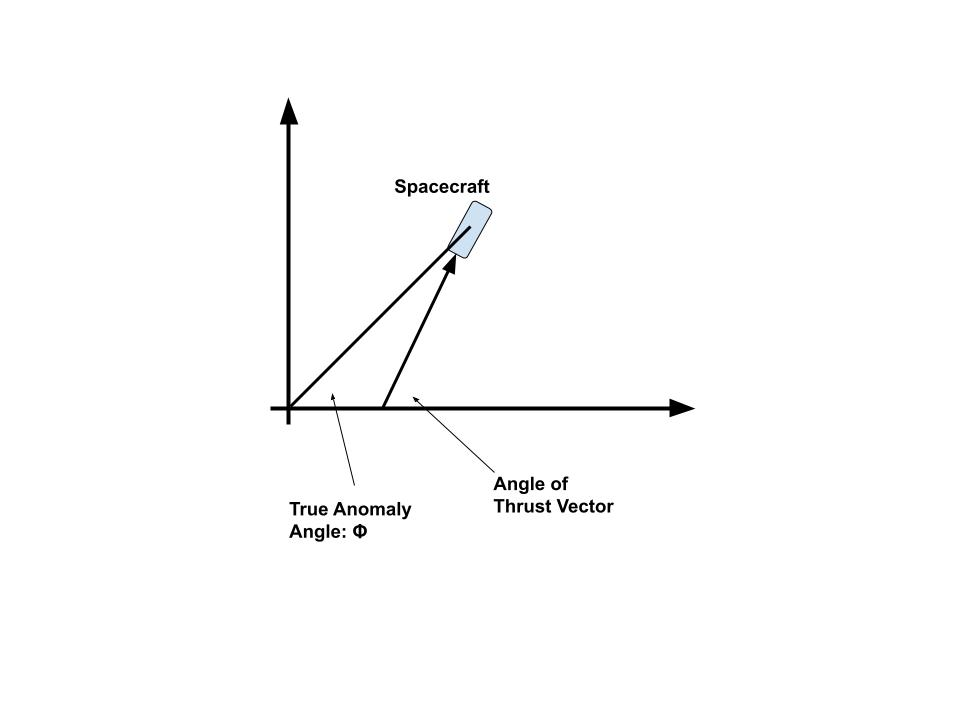 Spacecraft
Angle of
Thrust Vector
True Anomaly
Angle: Φ